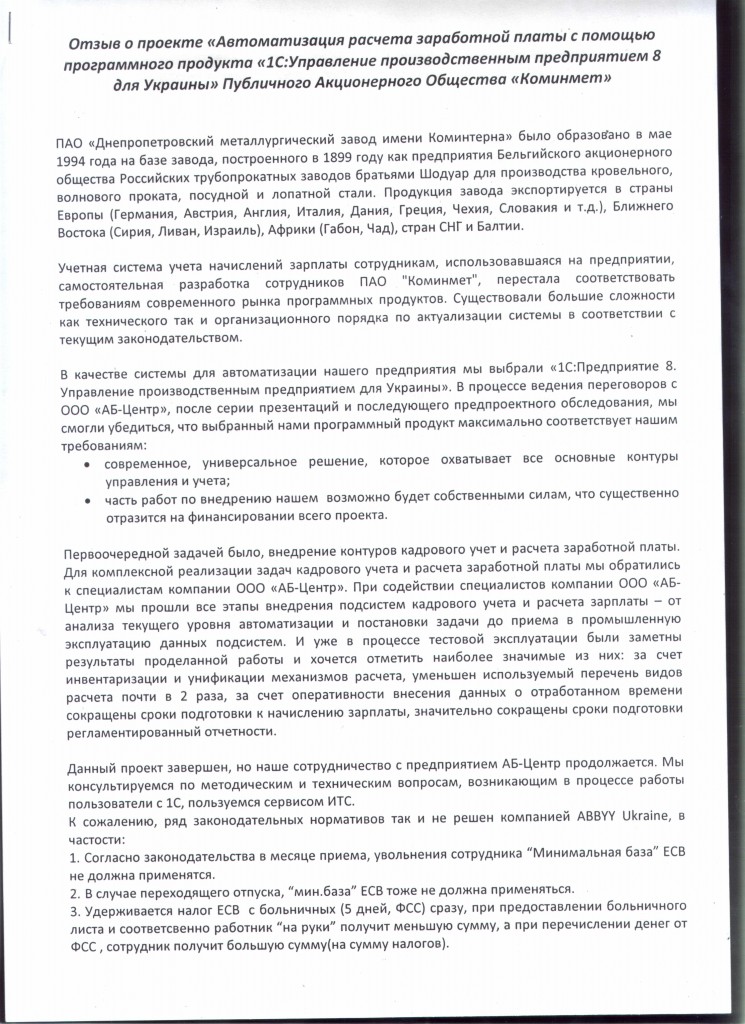 Отзыв о проекте «Автоматизация расчета заработной платы с помощью
программного продукта «1С:Управление производственным предприятием 8
для Украины» Публичного Акционерного Общества «Коминмет»
ПАО «Днепропетровский металлургический завод имени Коминтерна» было образовано в мае
1994 года на базе завода, построенного в 1899 году как предприятия Бельгийского акционерного
общества Российских трубопрокатных заводов братьями Шодуар для производства кровельного,
волнового проката, посудной и лопатной стали. Продукция завода экспортируется в страны
Европы (Германия, Австрия, Англия, Италия, Дания, Греция, Чехия, Словакия и т.д.), Ближнего
Востока (Сирия, Ливан, Израиль), Африки (Габон, Чад), стран СНГ и Балтии.
Учетная система учета начислений зарплаты сотрудникам, использовавшаяся на предприятии,
самостоятельная разработка сотрудников ПАО "Коминмет", перестала соответствовать
требованиям современного рынка программных продуктов. Существовали большие сложности
как технического так и организационного порядка по актуализации системы в соответствии с
текущим законодательством.
В качестве системы для автоматизации нашего предприятия мы выбрали «1С:Предприятие 8.
Управление производственным предприятием для Украины». В процессе ведения переговоров с
ООО «АБ-Центр», после серии презентаций и последующего предпроектного обследования, мы
смогли убедиться, что выбранный нами программный продукт максимально соответствует нашим
требованиям:
• современное, универсальное решение, которое охватывает все основные контуры
управления и учета;
• часть работ по внедрению нашем возможно будет собственными силам, что существенно
отразится на финансировании всего проекта.
Первоочередной задачей было, внедрение контуров кадрового учет и расчета заработной платы.
Для комплексной реализации задач кадрового учета и расчета заработной платы мы обратились
к специалистам компании ООО «АБ-Центр». При содействии специалистов компании ООО «АБ-
Центр» мы прошли все этапы внедрения подсистем кадрового учета и расчета зарплаты – от
анализа текущего уровня автоматизации и постановки задачи до приема в промышленную
эксплуатацию данных подсистем. И уже в процессе тестовой эксплуатации были заметны
результаты проделанной работы и хочется отметить наиболее значимые из них: за счет
инвентаризации и унификации механизмов расчета, уменьшен используемый перечень видов
расчета почти в 2 раза, за счет оперативности внесения данных о отработанном времени
сокращены сроки подготовки к начислению зарплаты, значительно сокращены сроки подготовки
регламентированный отчетности.
Данный проект завершен, но наше сотрудничество с предприятием АБ-Центр продолжается. Мы
консультируемся по методическим и техническим вопросам, возникающим в процессе работы
пользователи с 1С, пользуемся сервисом ИТС.
К сожалению, ряд законодательных нормативов так и не решен компанией ABBYY Ukraine, в
частости:
1. Согласно законодательства в месяце приема, увольнения сотрудника “Минимальная база” ЕСВ
не должна применятся.
2. В случае переходящего отпуска, “мин.база” ЕСВ тоже не должна применяться.
3. Удерживается налог ЕСВ с больничных (5 дней, ФСС) сразу, при предоставлении больничного
листа и соответсвенно работник “на руки” получит меньшую сумму, а при перечислении денег от
ФСС , сотрудник получит большую сумму(на сумму налогов).